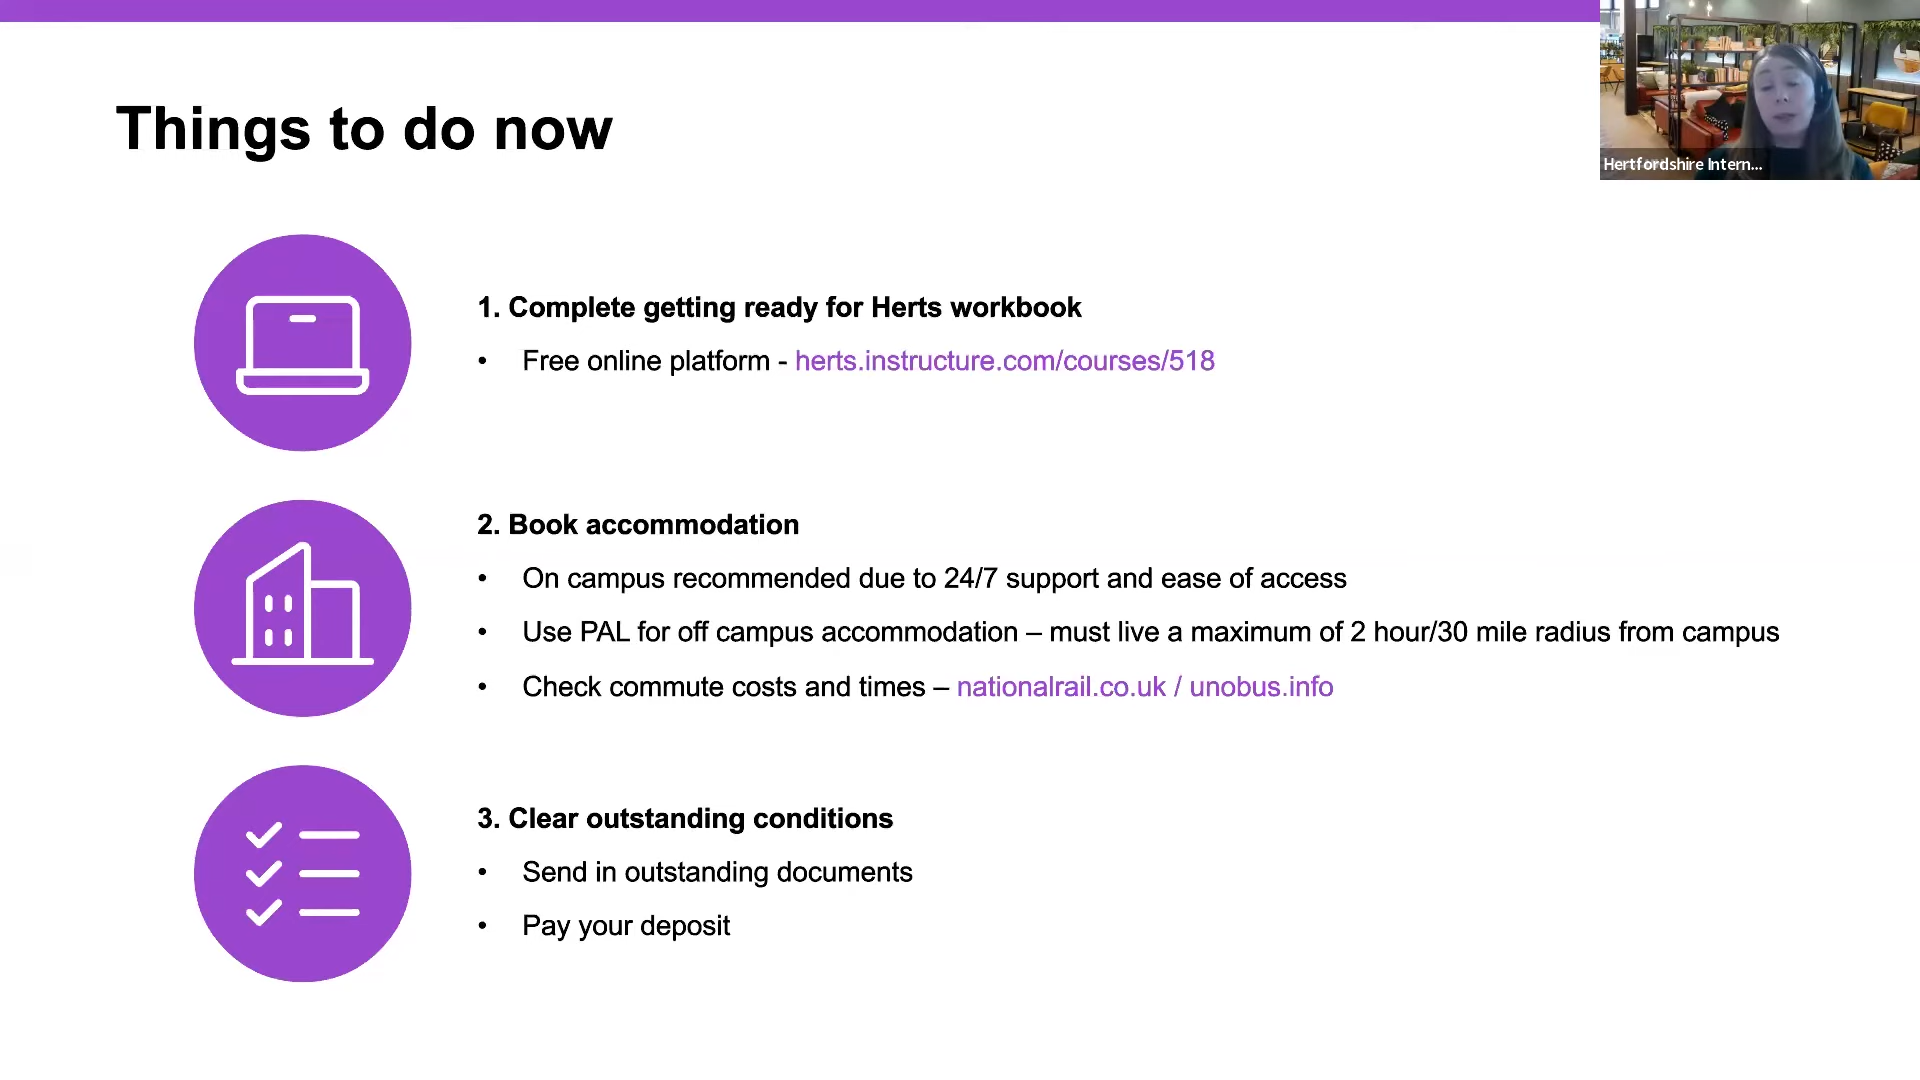 Things to do now
Hertfordshire Intern...
1. Complete getting ready for Herts workbook
• Free online platform - herts.instructure.com/courses/518
2. Book accommodation
• On campus recommended due to 24/7 support and ease of access
• Use PAL for off campus accommodation – must live a maximum of 2 hour/30 mile radius from campus
• Check commute costs and times – nationalrail.co.uk / unobus.info
3. Clear outstanding conditions
• Send in outstanding documents
• Pay your deposit